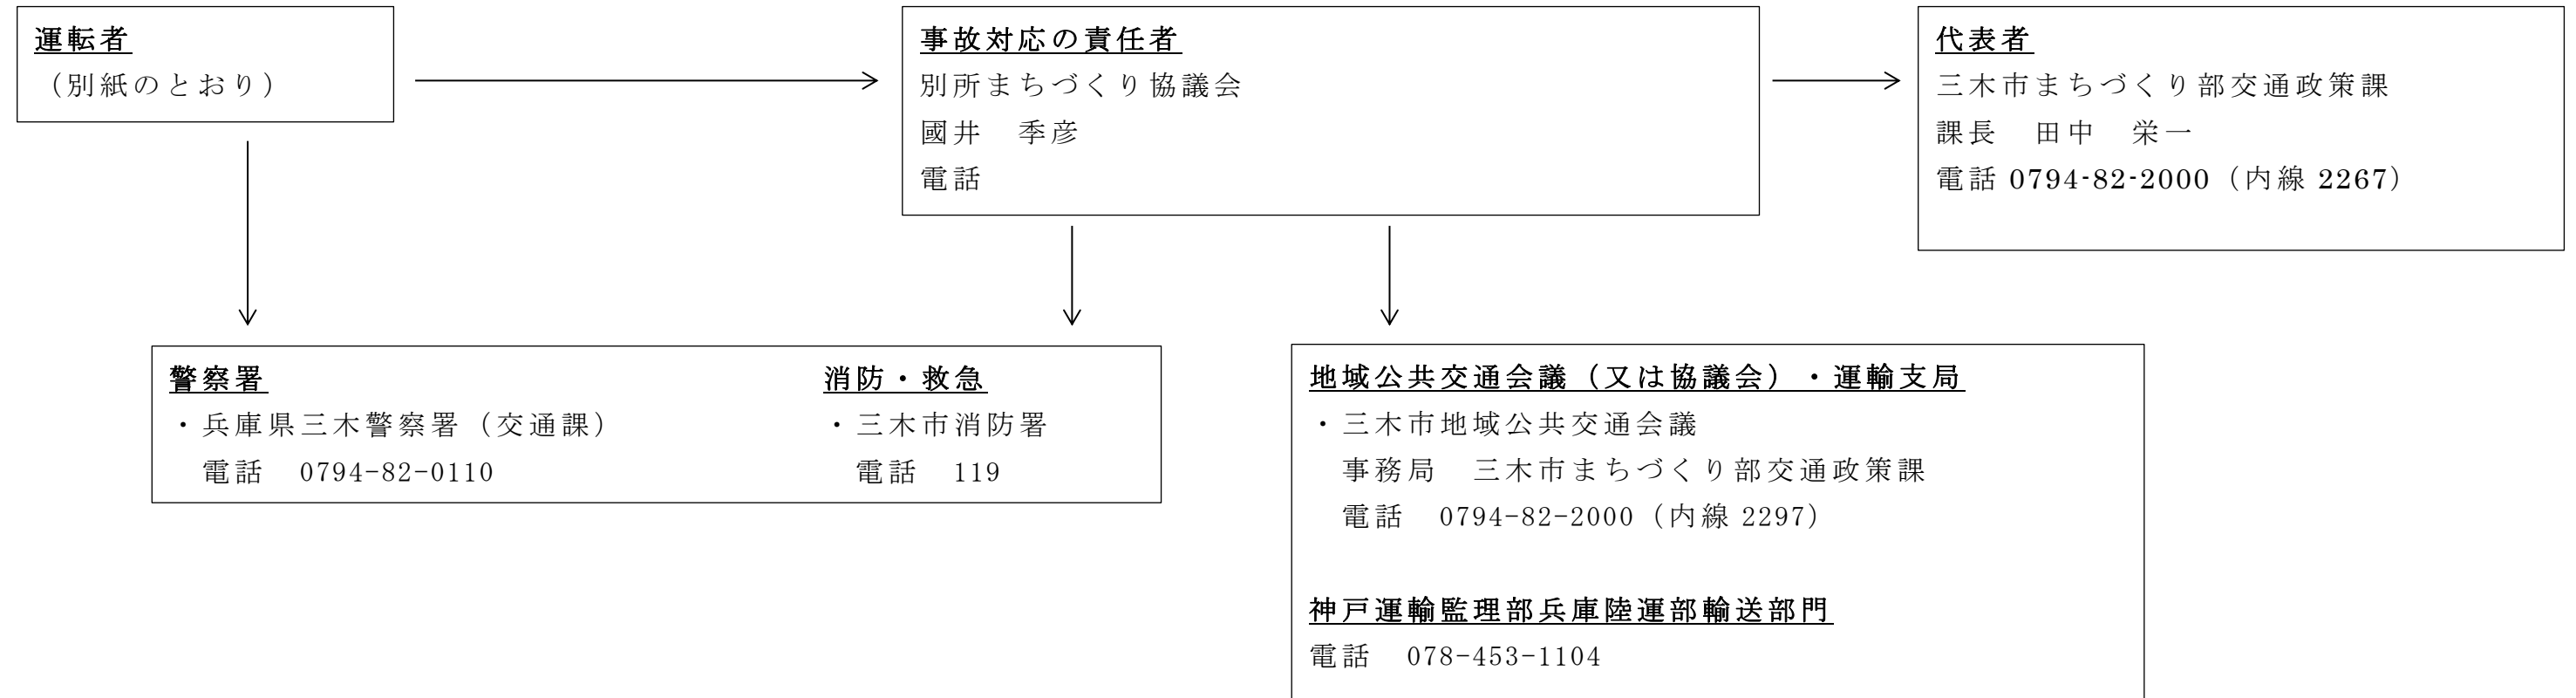 運転者
（別紙のとおり）
事故対応の責任者
別所まちづくり協議会
國井　季彦
電話
代表者
三木市まちづくり部交通政策課
課長　田中　栄一
電話 0794-82-2000（内線 2267）
警察署
・兵庫県三木警察署（交通課）
電話　0794-82-0110
消防・救急
・三木市消防署
電話　119
地域公共交通会議（又は協議会）・運輸支局
・三木市地域公共交通会議
事務局　三木市まちづくり部交通政策課
電話　0794-82-2000（内線 2297）
神戸運輸監理部兵庫陸運部輸送部門
電話　078-453-1104